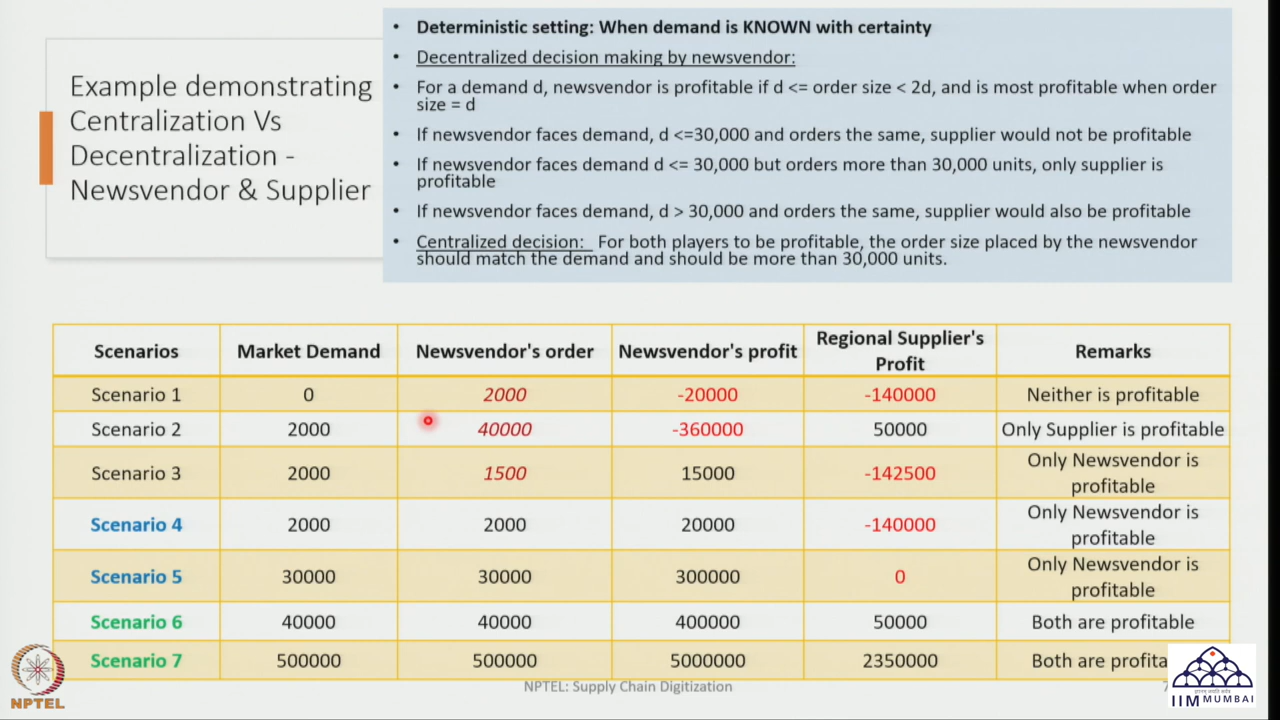 Example demonstrating
Centralization Vs
Decentralization -
Newsvendor & Supplier
• Deterministic setting: When demand is KNOWN with certainty
• Decentralized decision making by newsvendor:
• For a demand d, newsvendor is profitable if d <= order size < 2d, and is most profitable when order
size = d
• If newsvendor faces demand, d <=30,000 and orders the same, supplier would not be profitable
• If newsvendor faces demand d <= 30,000 but orders more than 30,000 units, only supplier is
profitable
• If newsvendor faces demand, d > 30,000 and orders the same, supplier would also be profitable
• Centralized decision: For both players to be profitable, the order size placed by the newsvendor
should match the demand and should be more than 30,000 units.
Scenarios Market Demand Newsvendor's order Newsvendor's profit Regional Supplier's Profit Remarks
Scenario 1 0 2000 -20000 -140000 Neither is profitable
Scenario 2 2000 40000 -360000 50000 Only Supplier is profitable
Scenario 3 2000 1500 15000 -142500 Only Newsvendor is profitable
Scenario 4 2000 2000 20000 -140000 Only Newsvendor is profitable
Scenario 5 30000 30000 300000 0 Only Newsvendor is profitable
Scenario 6 40000 40000 400000 50000 Both are profitable
Scenario 7 500000 500000 5000000 2350000 Both are profita
NPTEL: Supply Chain Digitization
NPTEL
IIM MUMBAI